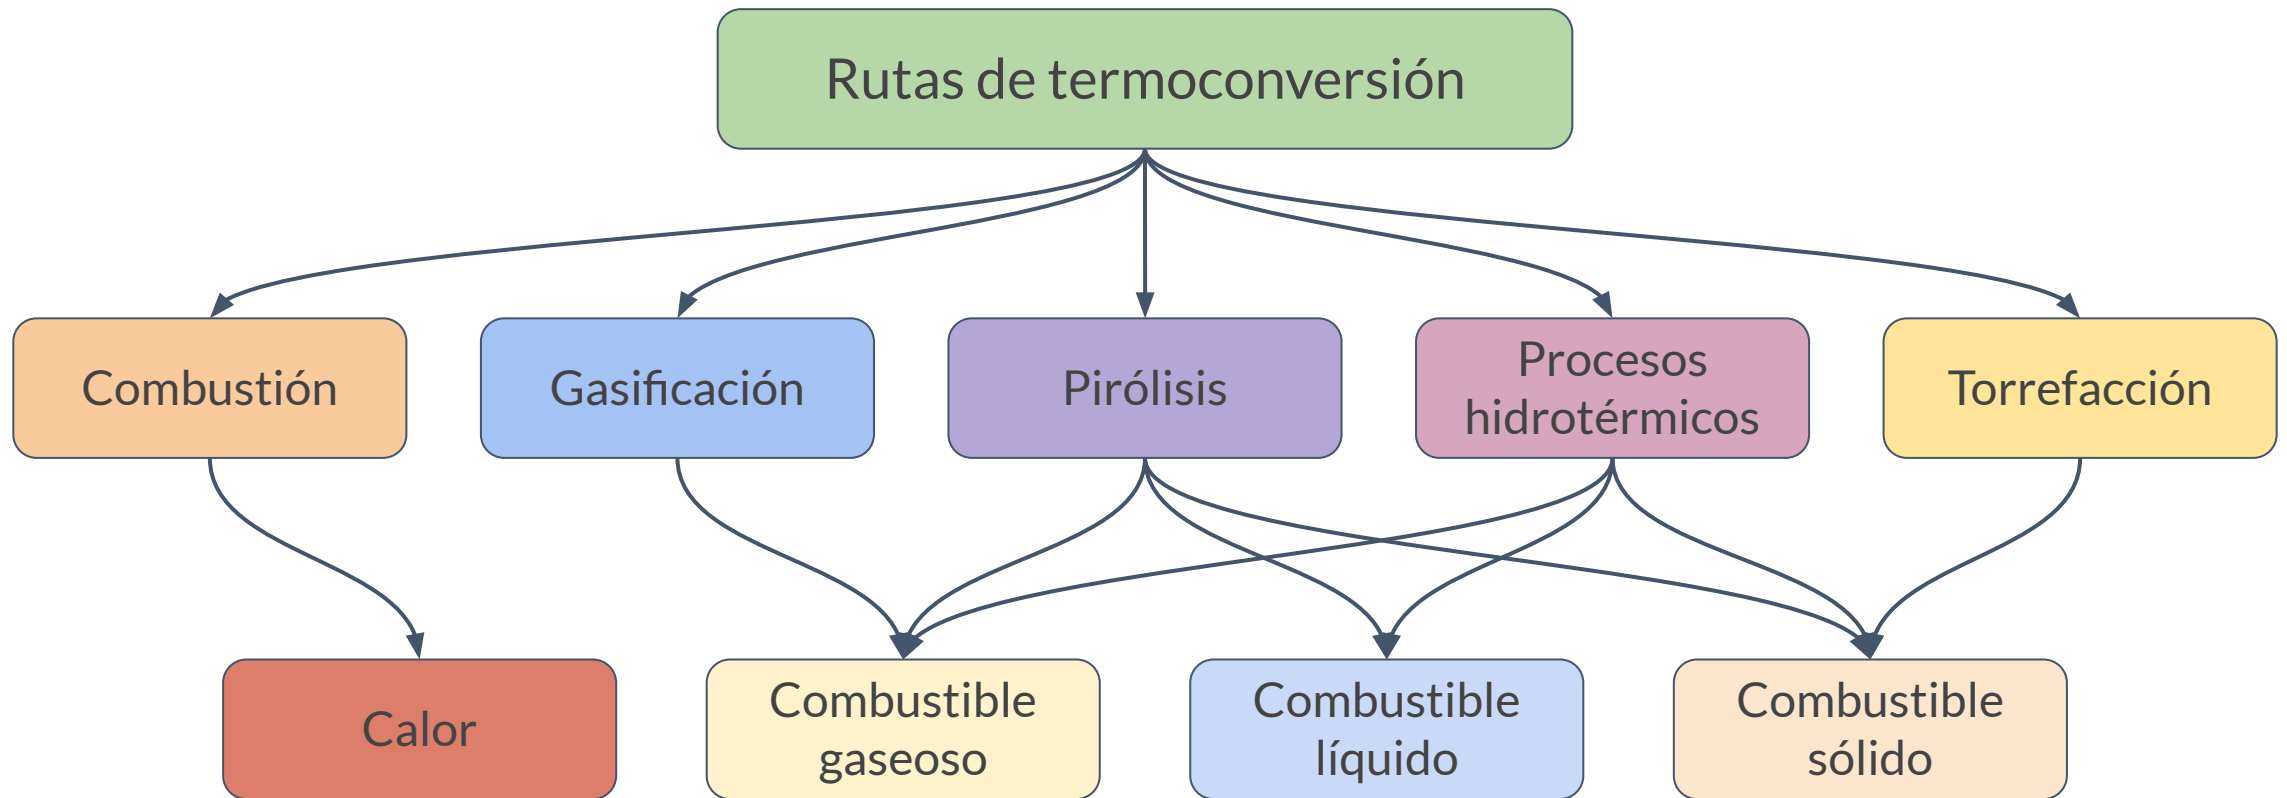 Rutas de termoconversión
Combustión
Gasificación
Pirólisis
Procesos
hidrotérmicos
Torrefacción
Calor
Combustible
gaseoso
Combustible
líquido
Combustible
sólido